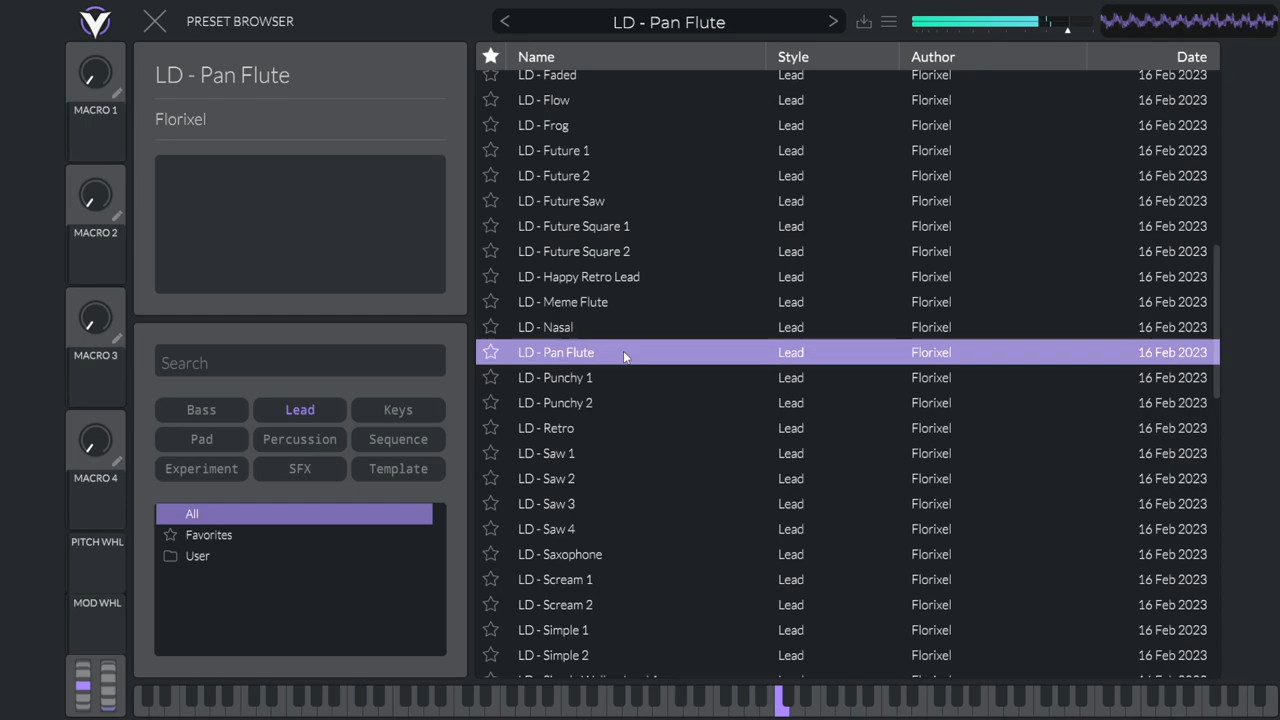 PRESET BROWSER
LD - Pan Flute
MACRO 1
MACRO 2
MACRO 3
MACRO 4
PITCH WHL
MOD WHL
LD - Pan Flute
Florixel
Search
Bass Lead Keys
Pad Percussion Sequence
Experiment SFX Template
All
Favorites
User
Name Style Author Date
LD - Faded Lead Florixel 16 Feb 2023
LD - Flow Lead Florixel 16 Feb 2023
LD - Frog Lead Florixel 16 Feb 2023
LD - Future 1 Lead Florixel 16 Feb 2023
LD - Future 2 Lead Florixel 16 Feb 2023
LD - Future Saw Lead Florixel 16 Feb 2023
LD - Future Square 1 Lead Florixel 16 Feb 2023
LD - Future Square 2 Lead Florixel 16 Feb 2023
LD - Happy Retro Lead Lead Florixel 16 Feb 2023
LD - Meme Flute Lead Florixel 16 Feb 2023
LD - Nasal Lead Florixel 16 Feb 2023
LD - Pan Flute Lead Florixel 16 Feb 2023
LD - Punchy 1 Lead Florixel 16 Feb 2023
LD - Punchy 2 Lead Florixel 16 Feb 2023
LD - Retro Lead Florixel 16 Feb 2023
LD - Saw 1 Lead Florixel 16 Feb 2023
LD - Saw 2 Lead Florixel 16 Feb 2023
LD - Saw 3 Lead Florixel 16 Feb 2023
LD - Saw 4 Lead Florixel 16 Feb 2023
LD - Saxophone Lead Florixel 16 Feb 2023
LD - Scream 1 Lead Florixel 16 Feb 2023
LD - Scream 2 Lead Florixel 16 Feb 2023
LD - Simple 1 Lead Florixel 16 Feb 2023
LD - Simple 2 Lead Florixel 16 Feb 2023